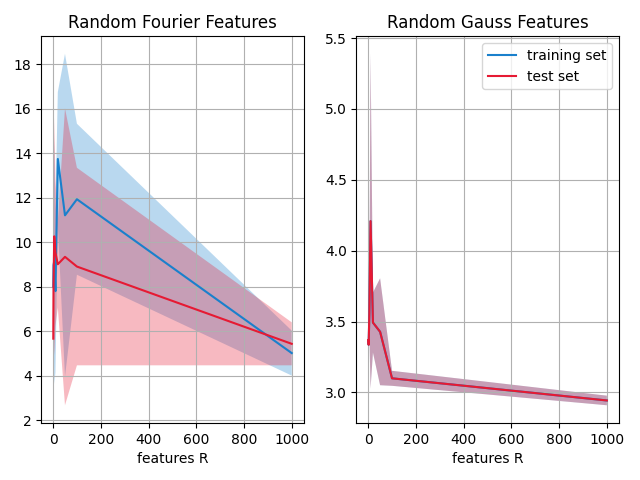 Random Fourier Features
18
16
14
12
10
8
6
4
2
0 200 400 600 800 1000
features R
Random Gauss Features
training set
test set
5.5
5.0
4.5
4.0
3.5
3.0
0 200 400 600 800 1000
features R